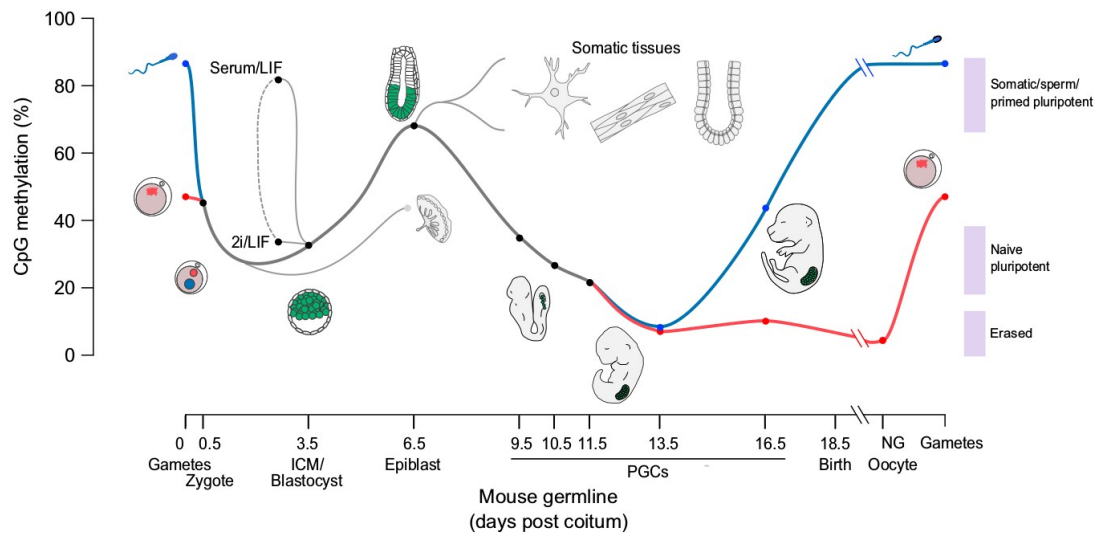 100
80
60
40
20
0
CpG methylation (%)
Serum/LIF
2i/LIF
Somatic tissues
Somatic/sperm/
primed pluripotent
Naive
pluripotent
Erased
0 0.5 3.5 6.5 9.5 10.5 11.5 13.5 16.5 18.5 NG Gametes
Gametes
Zygote
ICM/
Blastocyst
Epiblast
PGCs
Birth
Oocyte
Mouse germline
(days post coitum)